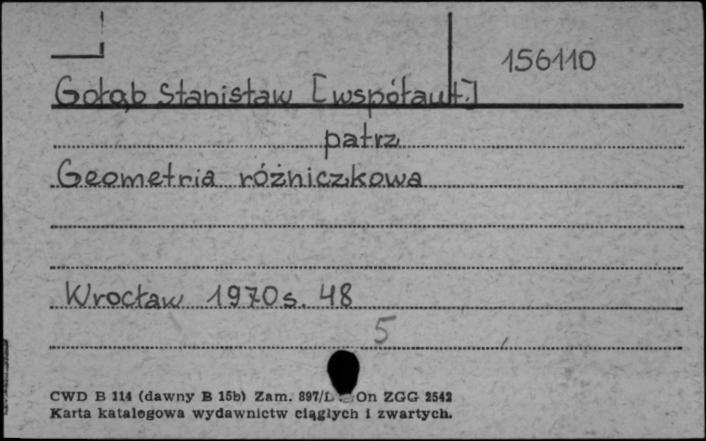 156110
Gołąb Stanisław [współaut.]
patrz
Geometria różniczkowa
Wrocław 1970 s. 48
5
CWD B 114 (dawny B 15b) Zam. 897/ On ZGG 2542
Karta katalogowa wydawnictw ciągłych i zwartych.